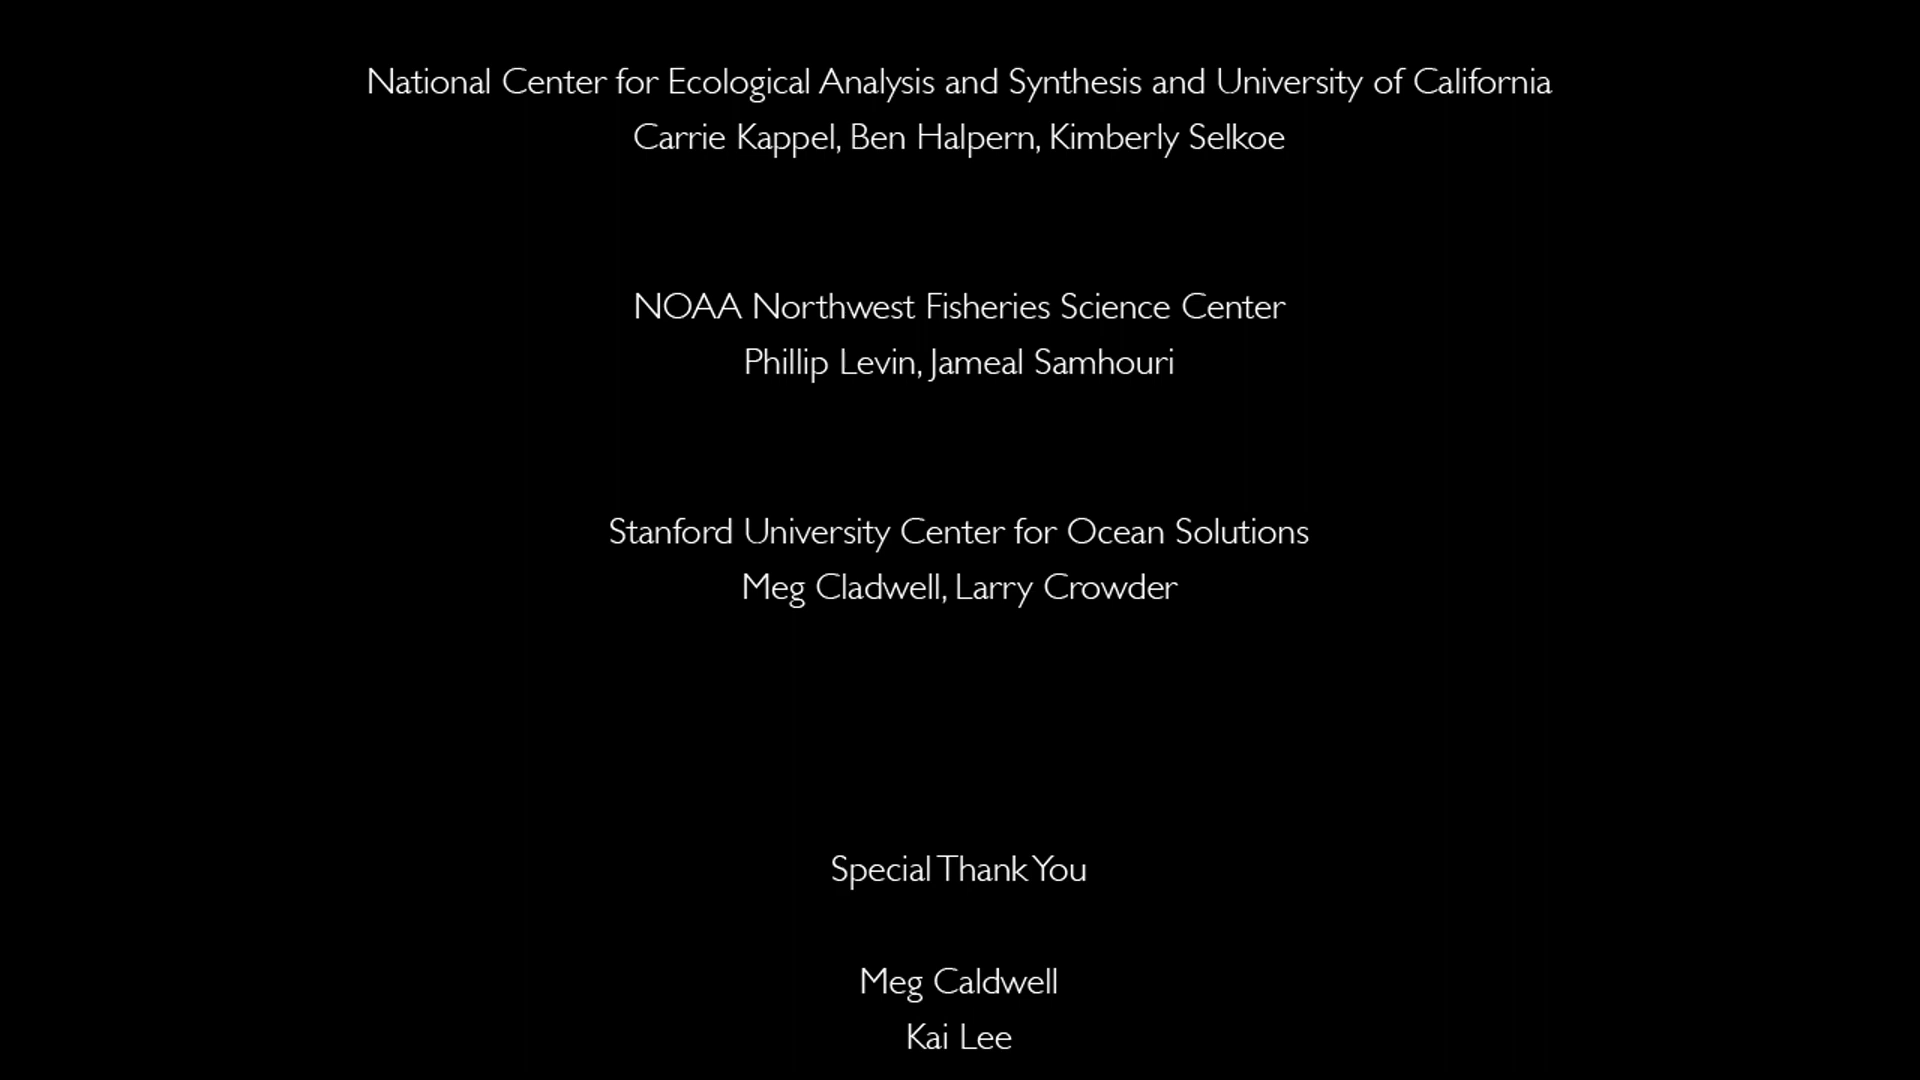 National Center for Ecological Analysis and Synthesis and University of California
Carrie Kappel, Ben Halpern, Kimberly Selkoe
NOAA Northwest Fisheries Science Center
Phillip Levin, Jameal Samhouri
Stanford University Center for Ocean Solutions
Meg Cladwell, Larry Crowder
Special Thank You
Meg Caldwell
Kai Lee